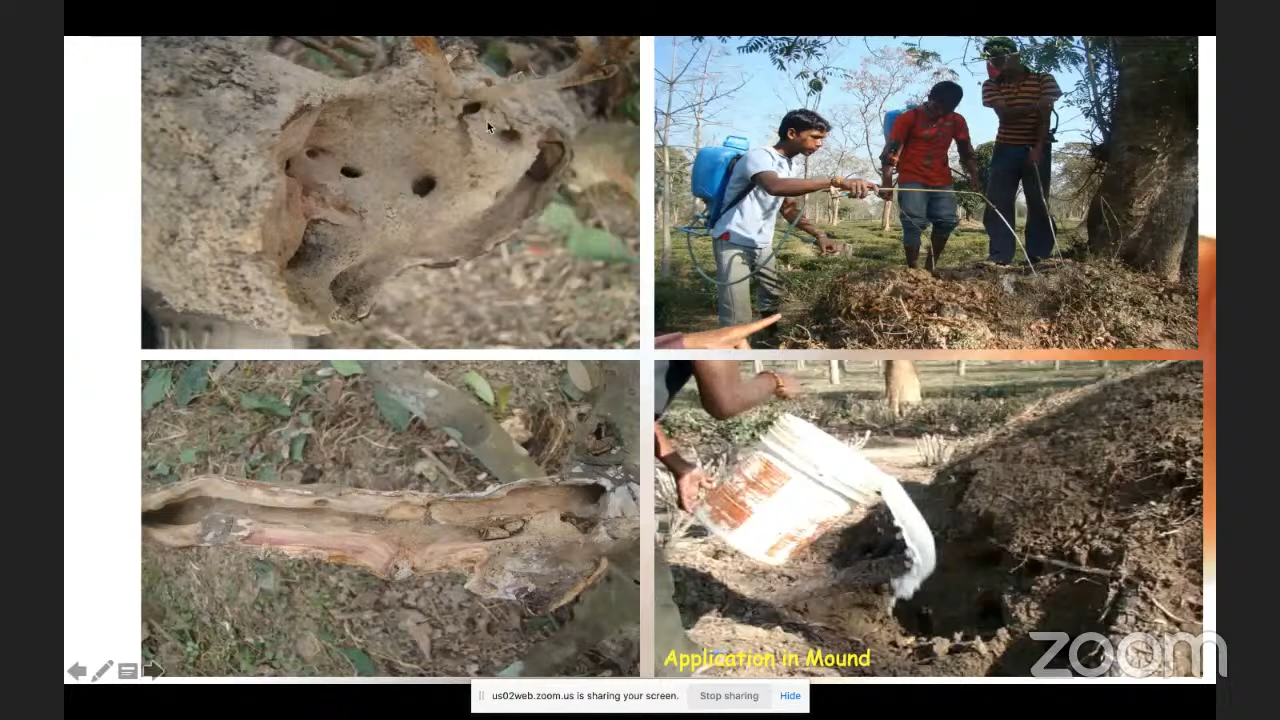 Application in Mound
zoom
us02web.zoom.us is sharing your screen.
Stop sharing
Hide